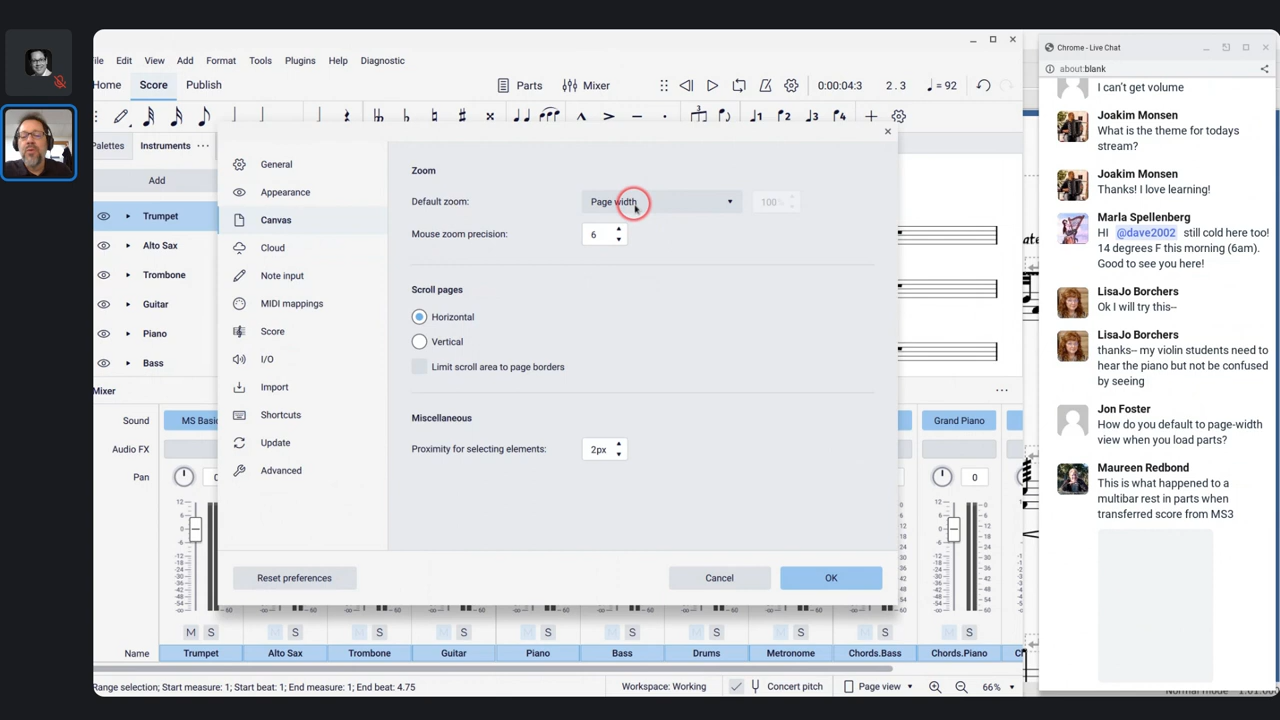 ile Edit View Add Format Tools Plugins Help Diagnostic
Home Score Publish Parts Mixer 0:00:04:3 2 . 3 = 92
Palettes Instruments
Add
Trumpet
Alto Sax
Trombone
Guitar
Piano
Bass
General
Appearance
Canvas
Cloud
Note input
MIDI mappings
Score
I/O
Import
Shortcuts
Update
Advanced
Zoom
Default zoom: Page width 100
Mouse zoom precision: 6
Scroll pages
Horizontal
Vertical
Limit scroll area to page borders
Miscellaneous
Proximity for selecting elements: 2px
Reset preferences Cancel OK
Mixer
Sound MS Basic Grand Piano
Audio FX
Pan 0 0
M S M S M S M S M S M S M S M S M S M S
Name Trumpet Alto Sax Trombone Guitar Piano Bass Drums Metronome Chords.Bass Chords.Piano
Range selection; Start measure: 1; Start beat: 1; End measure: 1; End beat: 4.75 Workspace: Working Concert pitch Page view 66%
Chrome - Live Chat
about:blank
I can't get volume
Joakim Monsen
What is the theme for todays
stream?
Joakim Monsen
Thanks! I love learning!
Marla Spellenberg
HI @dave2002 still cold here too!
14 degrees F this morning (6am).
Good to see you here!
LisaJo Borchers
Ok I will try this--
LisaJo Borchers
thanks-- my violin students need to
hear the piano but not be confused
by seeing
Jon Foster
How do you default to page-width
view when you load parts?
Maureen Redbond
This is what happened to a
multibar rest in parts when
transferred score from MS3
Normal mode